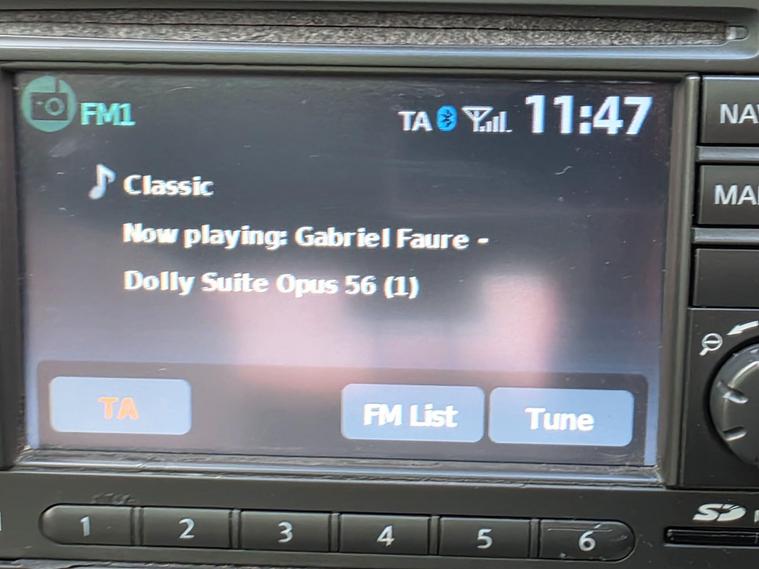 FM1 TA 11:47
Classic
Now playing: Gabriel Faure -
Dolly Suite Opus 56 (1)
TA FM List Tune
1 2 3 4 5 6